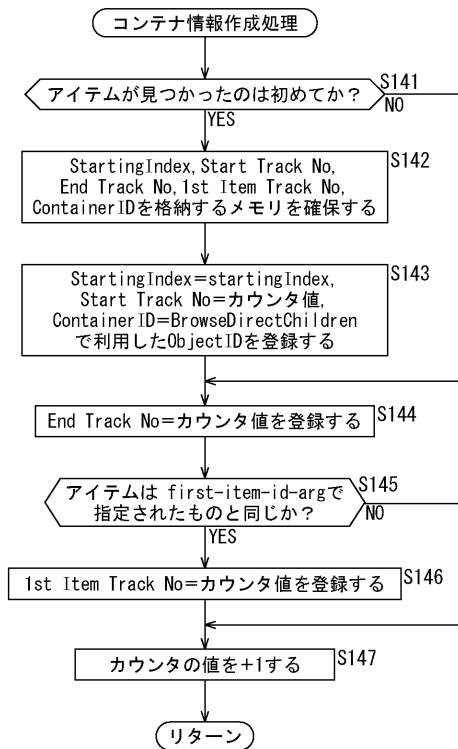 コンテナ情報作成処理
アイテムが見つかったのは初めてか？
S141
NO
YES
StartingIndex,Start Track No,
End Track No,1st Item Track No,
ContainerIDを格納するメモリを確保する
S142
StartingIndex=startingIndex,
Start Track No=カウンタ値,
ContainerID=BrowseDirectChildren
で利用したObjectIDを登録する
S143
End Track No=カウンタ値を登録する
S144
アイテムは first-item-id-argで
指定されたものと同じか？
S145
NO
YES
1st Item Track No=カウンタ値を登録する
S146
カウンタの値を+1する
S147
リターン